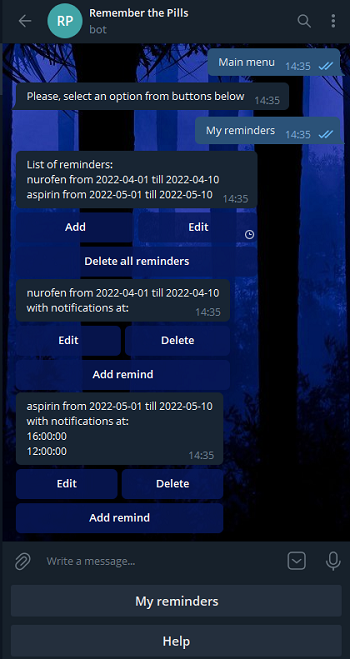 RP
Remember the Pills
bot
Main menu 14:35
Please, select an option from buttons below 14:35
My reminders 14:35
List of reminders:
nurofen from 2022-04-01 till 2022-04-10
aspirin from 2022-05-01 till 2022-05-10 14:35
Add Edit
Delete all reminders
nurofen from 2022-04-01 till 2022-04-10
with notifications at: 14:35
Edit Delete
Add remind
aspirin from 2022-05-01 till 2022-05-10
with notifications at:
16:00:00
12:00:00 14:35
Edit Delete
Add remind
Write a message...
My reminders
Help